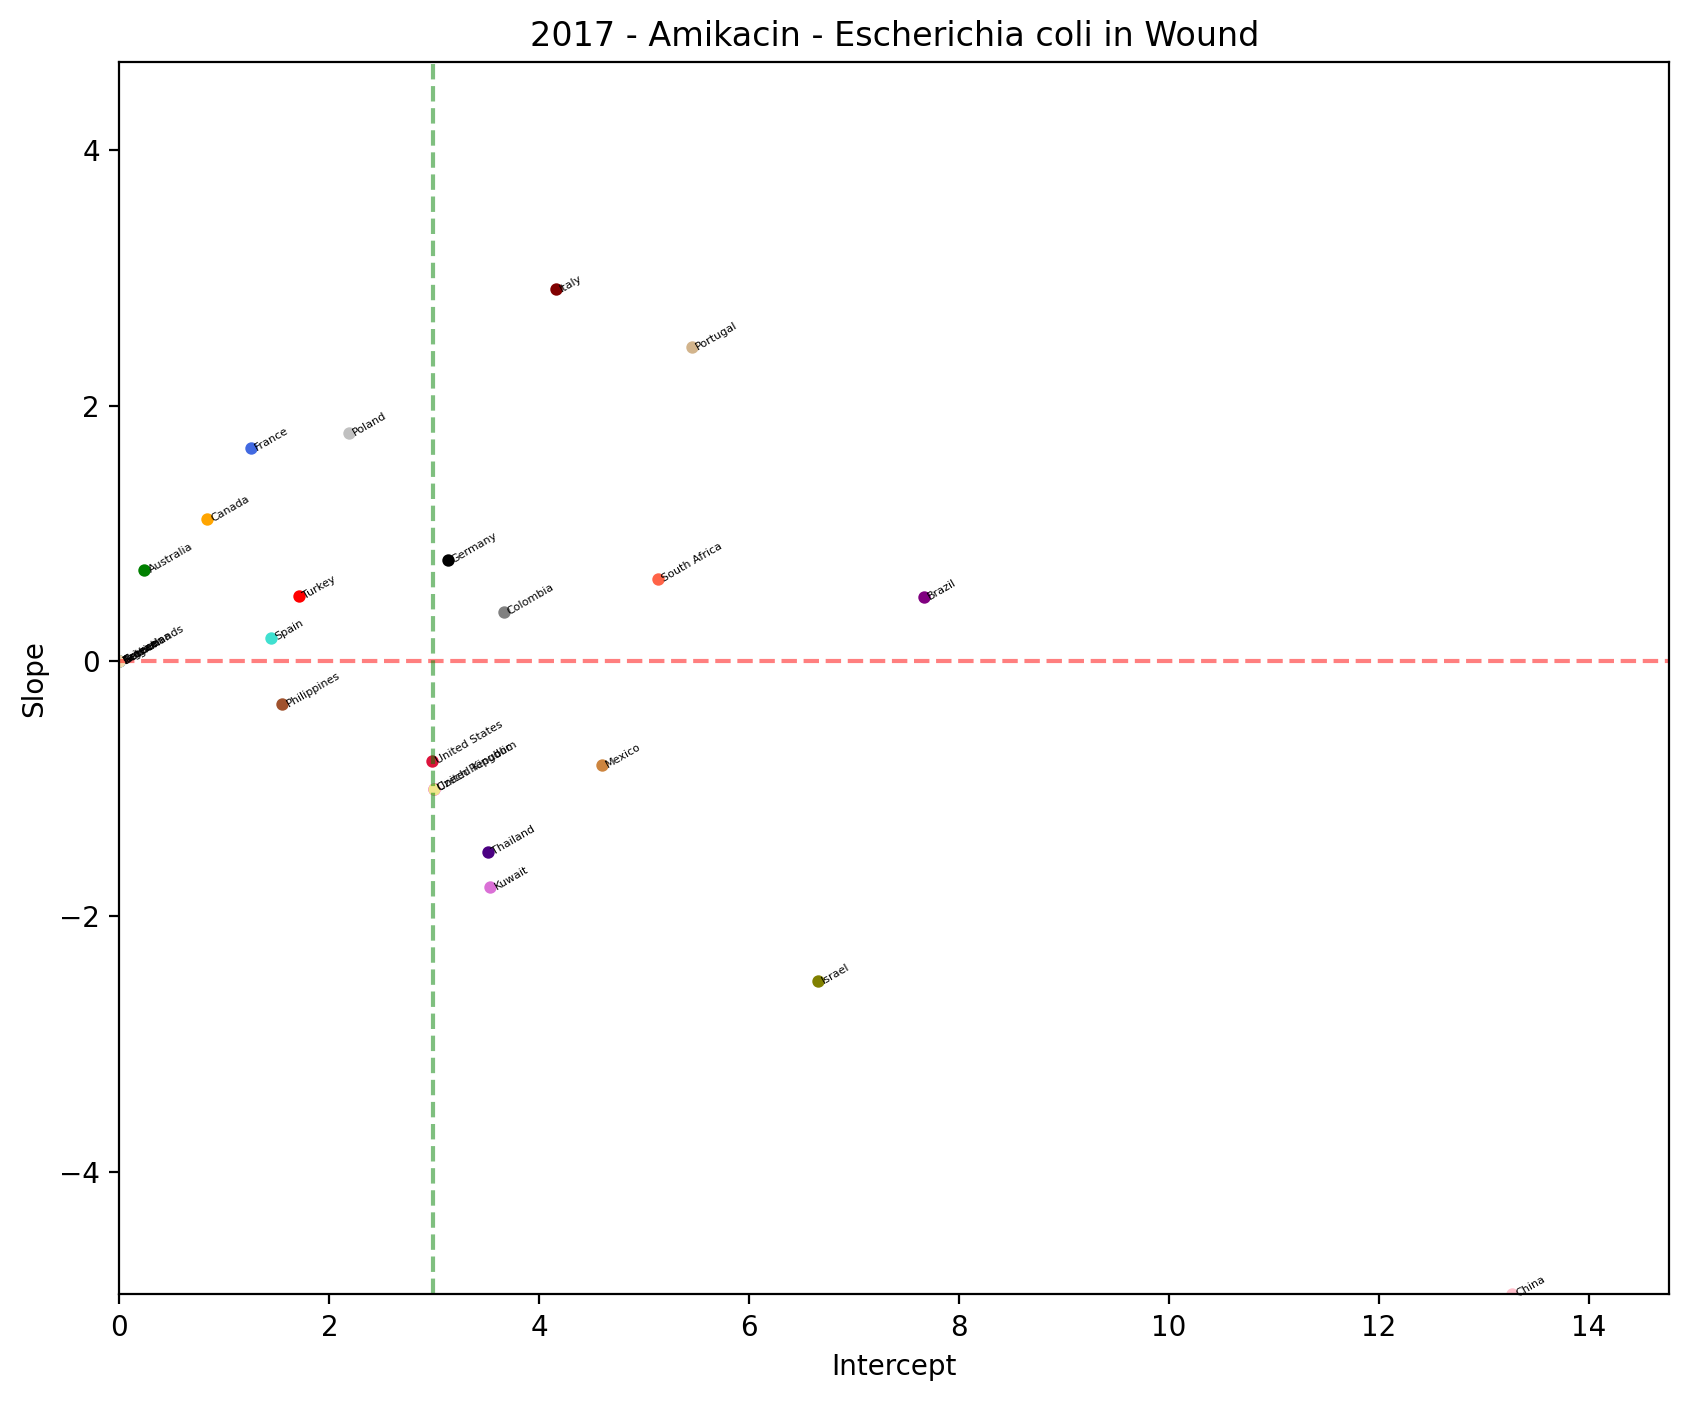 2017 - Amikacin - Escherichia coli in Wound
4
Italy
Portugal
2
Poland
France
Canada
Germany
Australia
South Africa
Turkey
Brazil
Colombia
Spain
0
Philippines
United States
Mexico
United Kingdom
Czech Republic
Thailand
Kuwait
−2
Israel
−4
China
Slope
0 2 4 6 8 10 12 14
Intercept